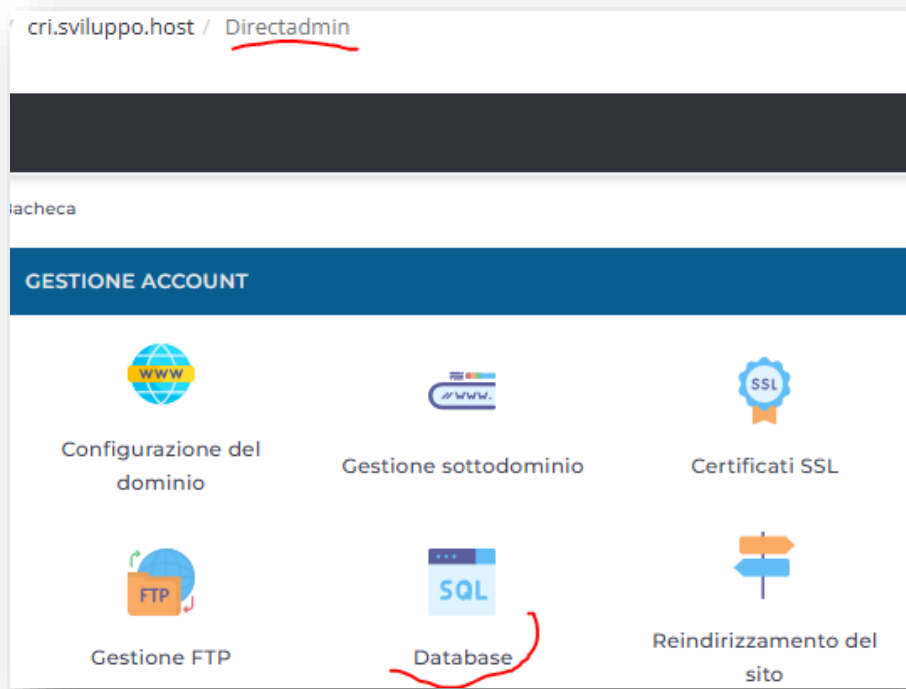 / cri.sviluppo.host / Directadmin
Bacheca
GESTIONE ACCOUNT
WWW
//WWW.
SSL
Configurazione del
dominio
Gestione sottodominio
Certificati SSL
FTP
SQL
Gestione FTP
Database
Reindirizzamento del
sito